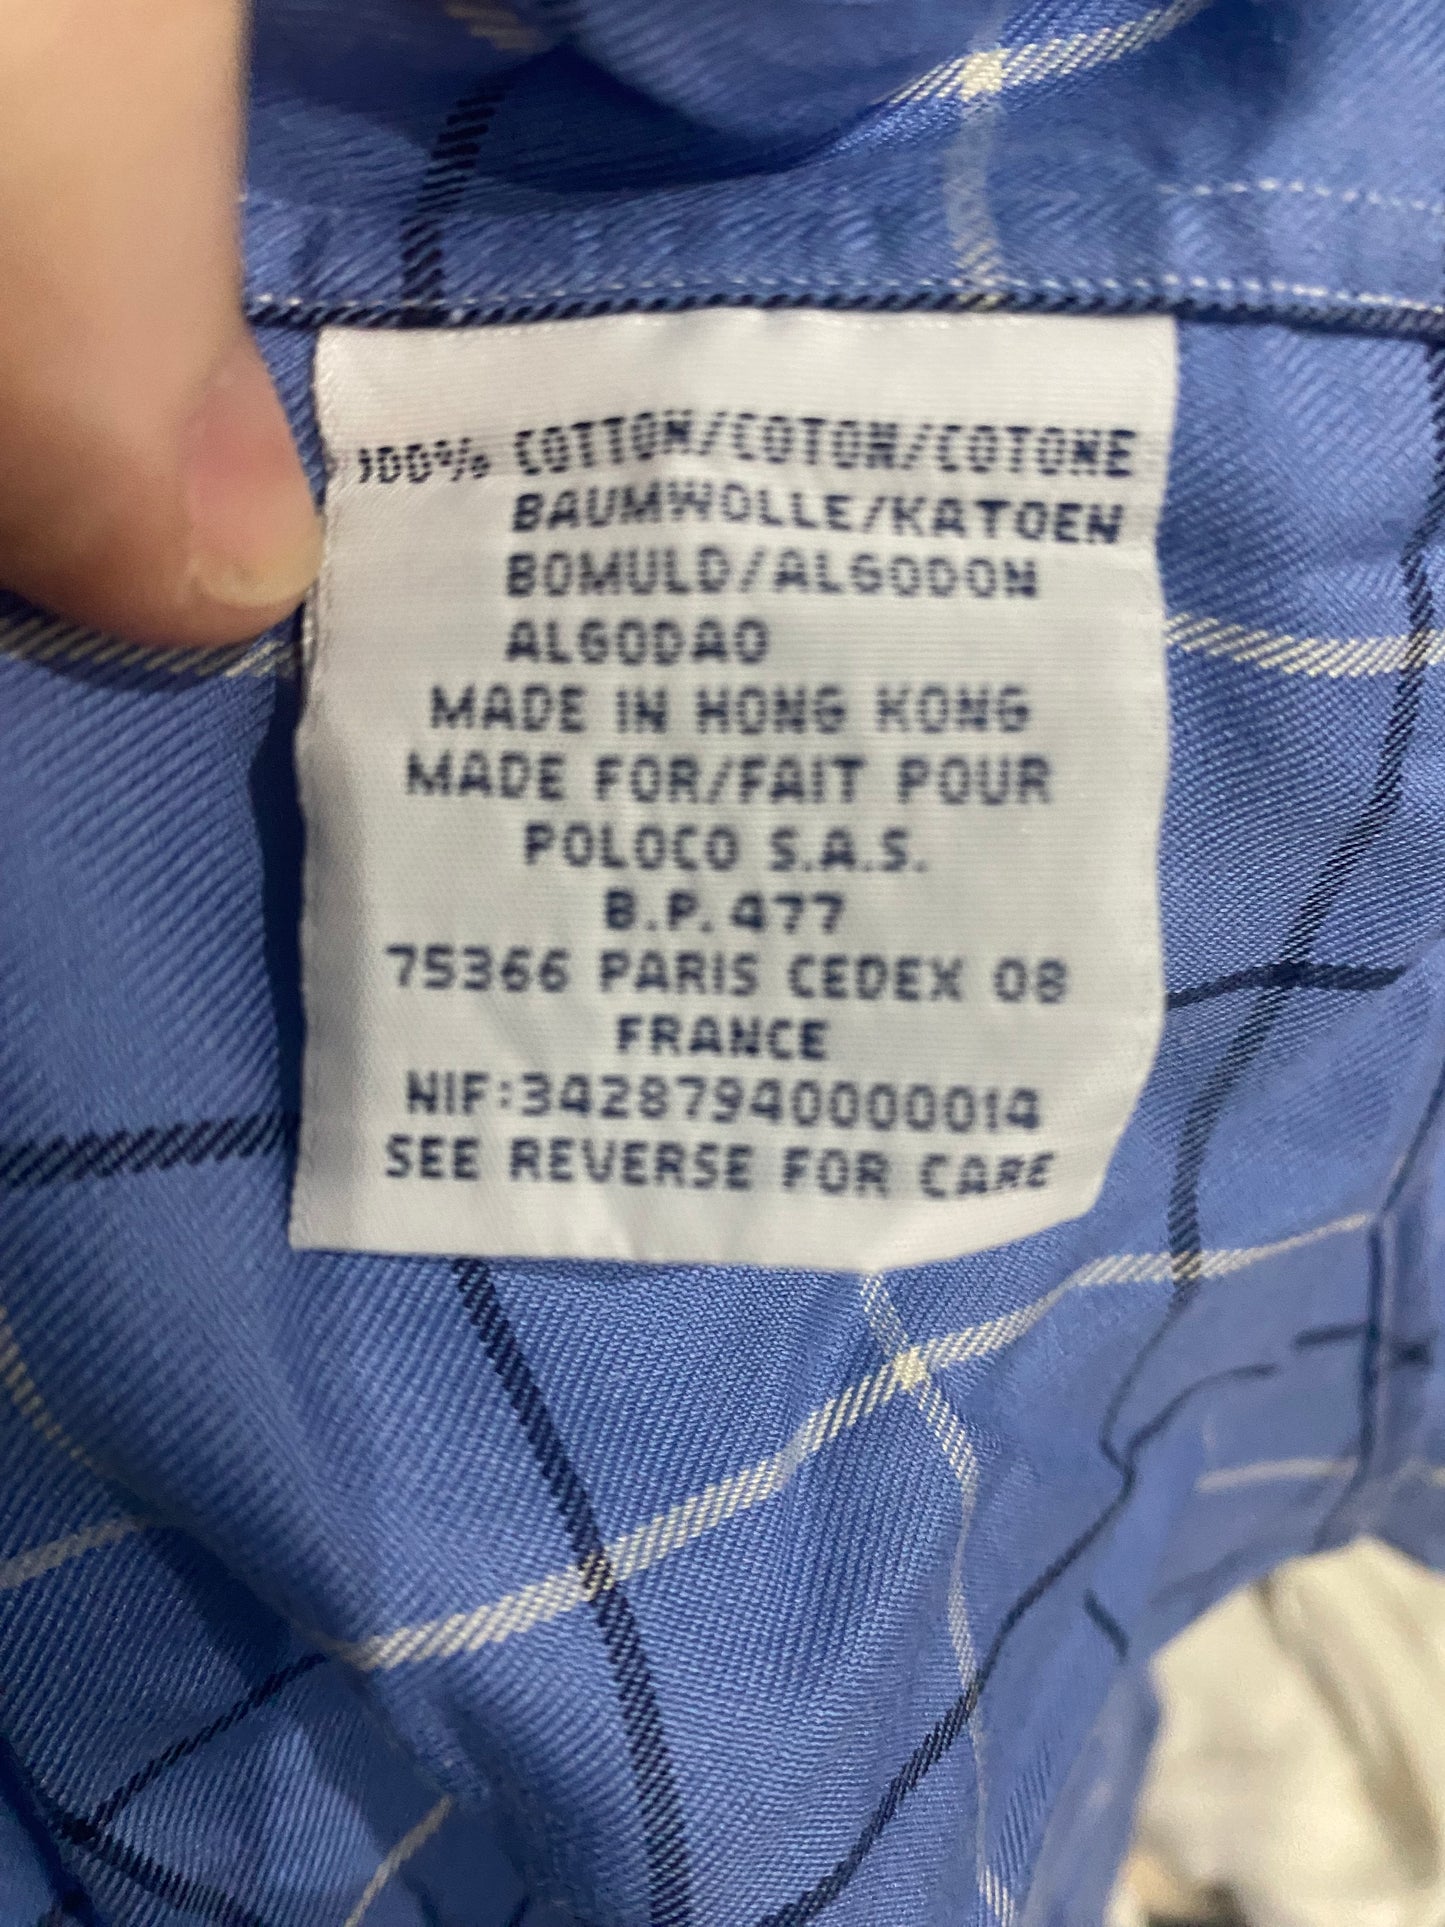 100% COTTON/COTON/COTONE
BAUMWOLLE/KATOEN
BOMULD/ALGODON
ALGODAO
MADE IN HONG KONG
MADE FOR/FAIT POUR
POLOCO S.A.S.
B.P. 477
75366 PARIS CEDEX 08
FRANCE
NIF:34287940000014
SEE REVERSE FOR CARE